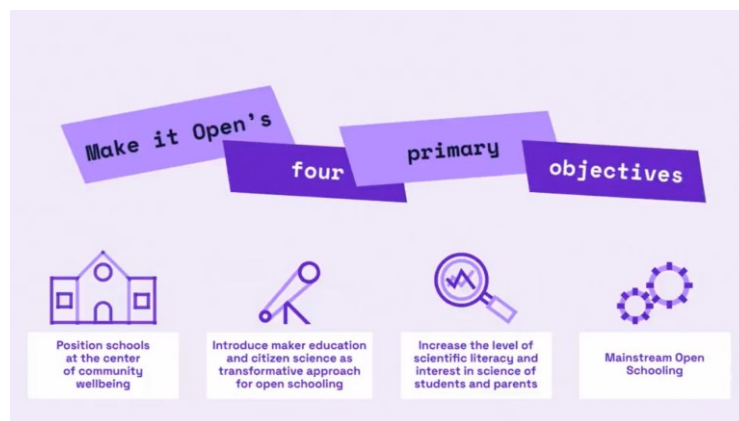 Make it Open's
four
primary
objectives
Position schools
at the center
of community
wellbeing
Introduce maker education
and citizen science as
transformative approach
for open schooling
Increase the level of
scientific literacy and
interest in science of
students and parents
Mainstream Open
Schooling